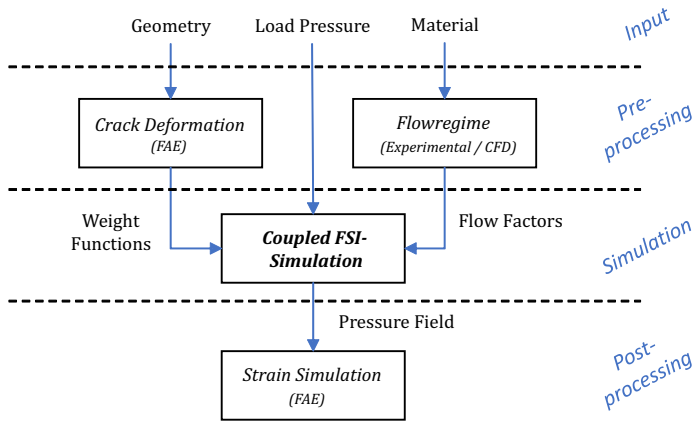 Geometry
Load Pressure
Material
Input
Crack Deformation
(FAE)
Flowregime
(Experimental / CFD)
Pre-
processing
Weight
Functions
Coupled FSI-
Simulation
Flow Factors
Simulation
Pressure Field
Strain Simulation
(FAE)
Post-
processing